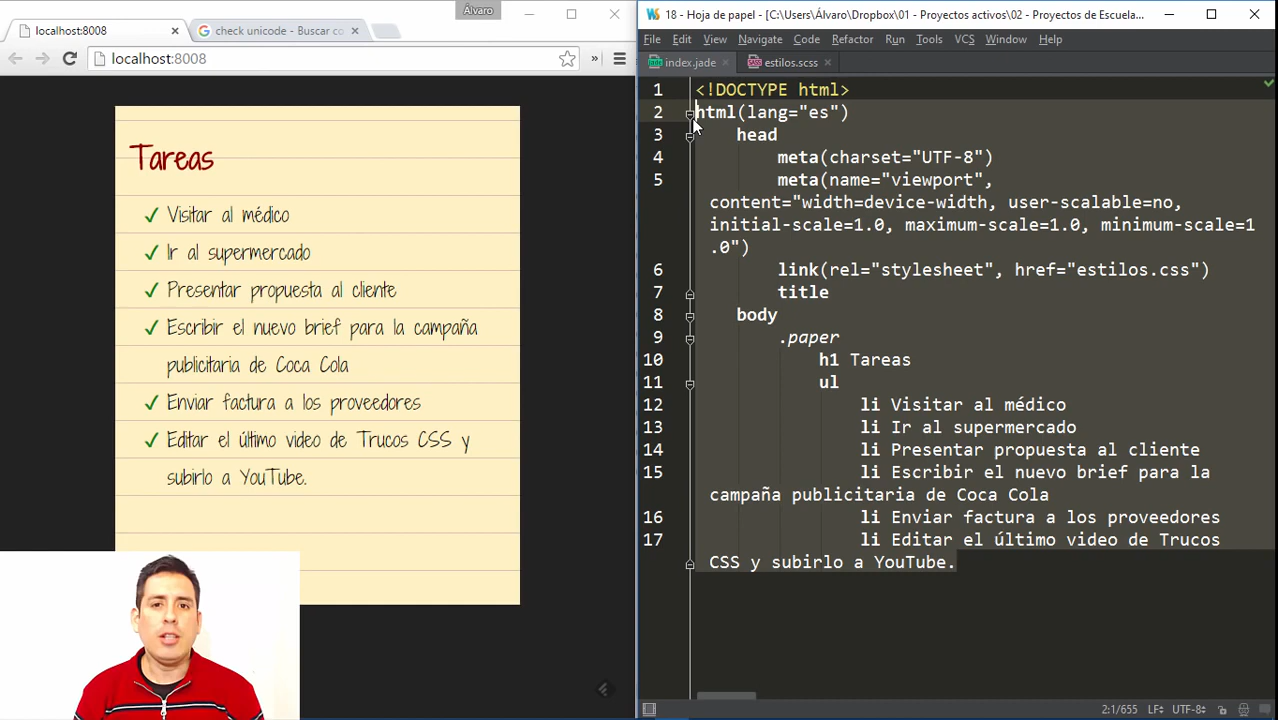 Álvaro
localhost:8008
check unicode - Buscar co
localhost:8008
»
Tareas
✓ Visitar al médico
✓ Ir al supermercado
✓ Presentar propuesta al cliente
✓ Escribir el nuevo brief para la campaña
publicitaria de Coca Cola
✓ Enviar factura a los proveedores
✓ Editar el último video de Trucos CSS y
subirlo a YouTube.
18 - Hoja de papel - [C:\Users\Álvaro\Dropbox\01 - Proyectos activos\02 - Proyectos de Escuela...
File Edit View Navigate Code Refactor Run Tools VCS Window Help
index.jade
estilos.scss
1 <!DOCTYPE html>
2 html(lang="es")
3 head
4 meta(charset="UTF-8")
5 meta(name="viewport",
content="width=device-width, user-scalable=no,
initial-scale=1.0, maximum-scale=1.0, minimum-scale=1
.0")
6 link(rel="stylesheet", href="estilos.css")
7 title
8 body
9 .paper
10 h1 Tareas
11 ul
12 li Visitar al médico
13 li Ir al supermercado
14 li Presentar propuesta al cliente
15 li Escribir el nuevo brief para la
campaña publicitaria de Coca Cola
16 li Enviar factura a los proveedores
17 li Editar el último video de Trucos
CSS y subirlo a YouTube.
2:1/655 LF UTF-8